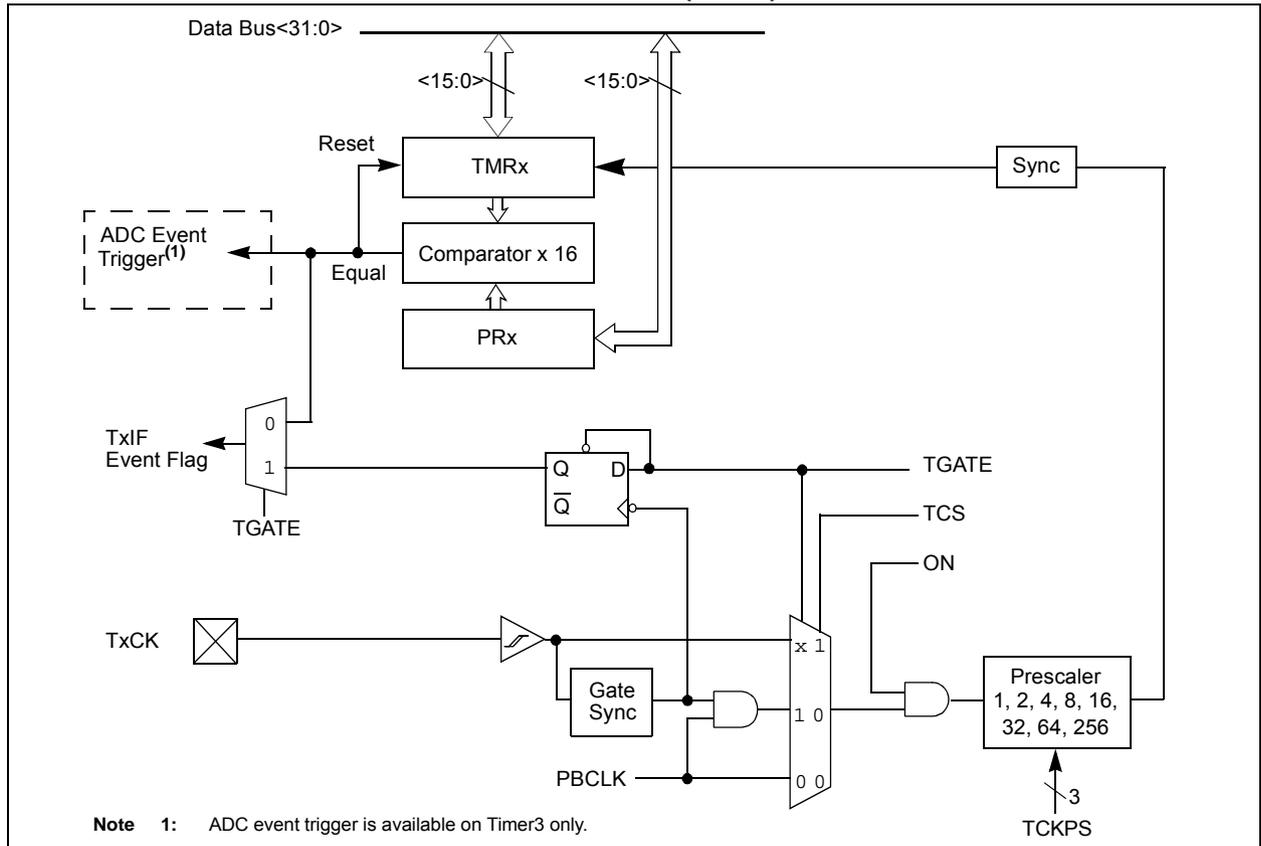 Data Bus<31:0>
<15:0>
<15:0>
Reset
TMRx
Sync
ADC Event
Trigger(1)
Equal
Comparator x 16
PRx
TxIF
Event Flag
0
1
TGATE
Q
D
Q
TGATE
TCS
ON
TxCK
x 1
Gate
Sync
1 0
Prescaler
1, 2, 4, 8, 16,
32, 64, 256
PBCLK
0 0
3
TCKPS
Note 1: ADC event trigger is available on Timer3 only.